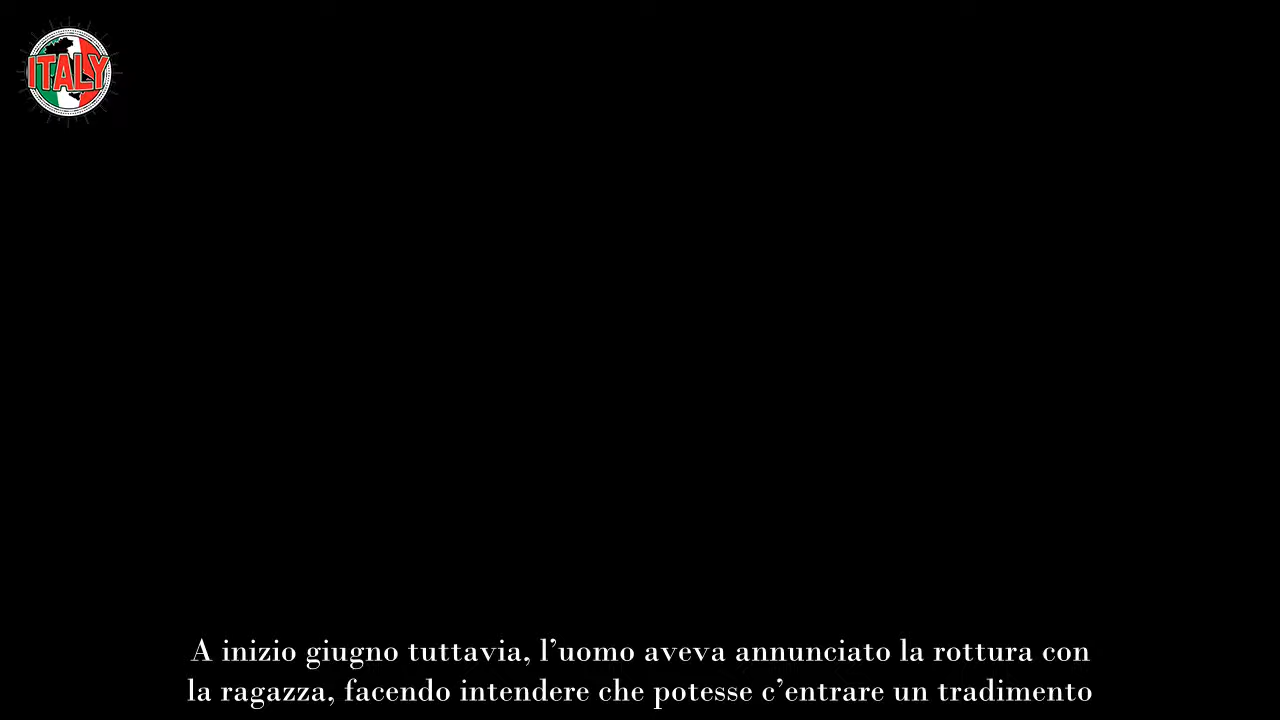 ITALY
A inizio giugno tuttavia, l’uomo aveva annunciato la rottura con
la ragazza, facendo intendere che potesse c’entrare un tradimento